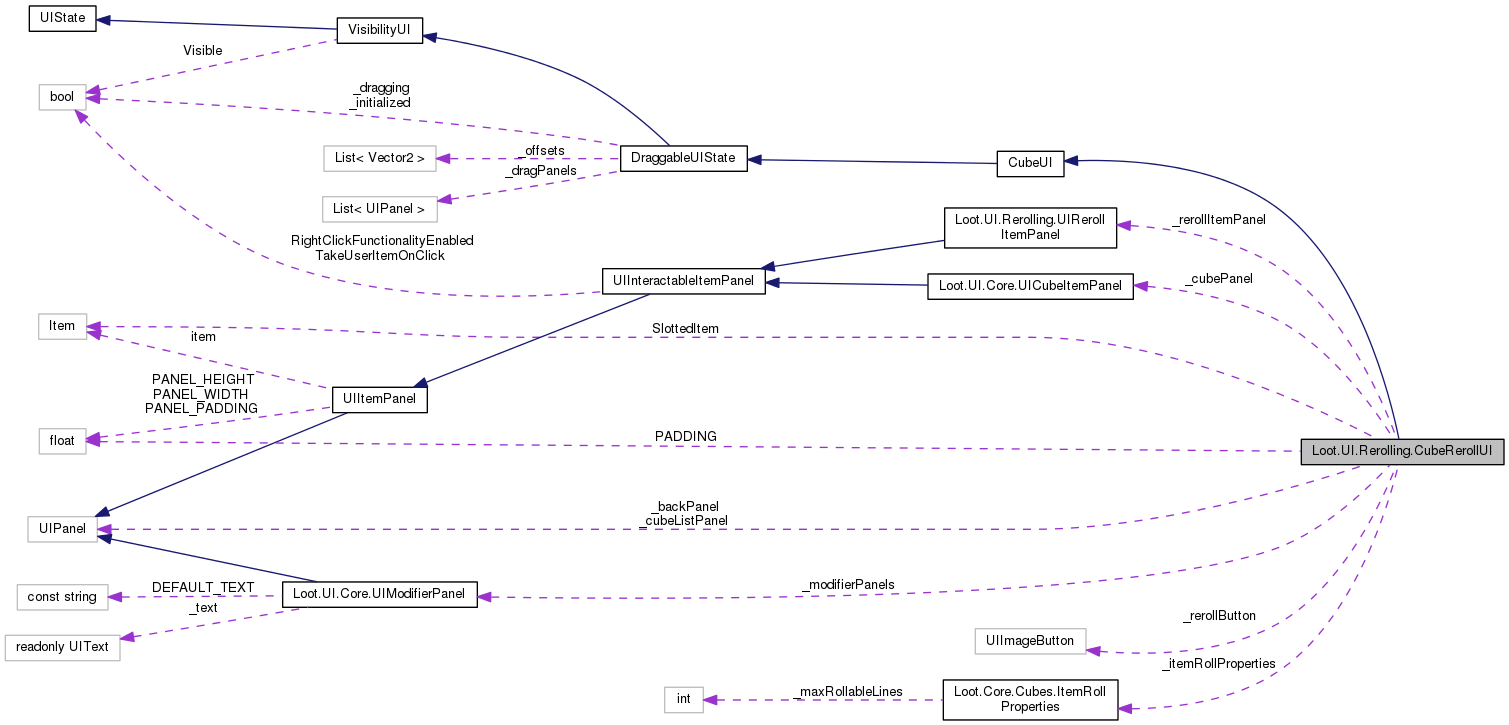 UIState
VisibilityUI
Visible
bool
_dragging
_initialized
List< Vector2 >
_offsets
DraggableUIState
_dragPanels
CubeUI
List< UIPanel >
Loot.UI.Rerolling.UIReroll
ItemPanel
_rerollItemPanel
RightClickFunctionalityEnabled
TakeUserItemOnClick
UIInteractableItemPanel
Loot.UI.Core.UICubeItemPanel
_cubePanel
Item
item
SlottedItem
PANEL_HEIGHT
PANEL_WIDTH
PANEL_PADDING
UIItemPanel
float
PADDING
Loot.UI.Rerolling.CubeRerollUI
UIPanel
_backPanel
_cubeListPanel
const string
DEFAULT_TEXT
_text
Loot.UI.Core.UIModifierPanel
_modifierPanels
readonly UIText
UIImageButton
_rerollButton
_itemRollProperties
int
_maxRollableLines
Loot.Core.Cubes.ItemRoll
Properties